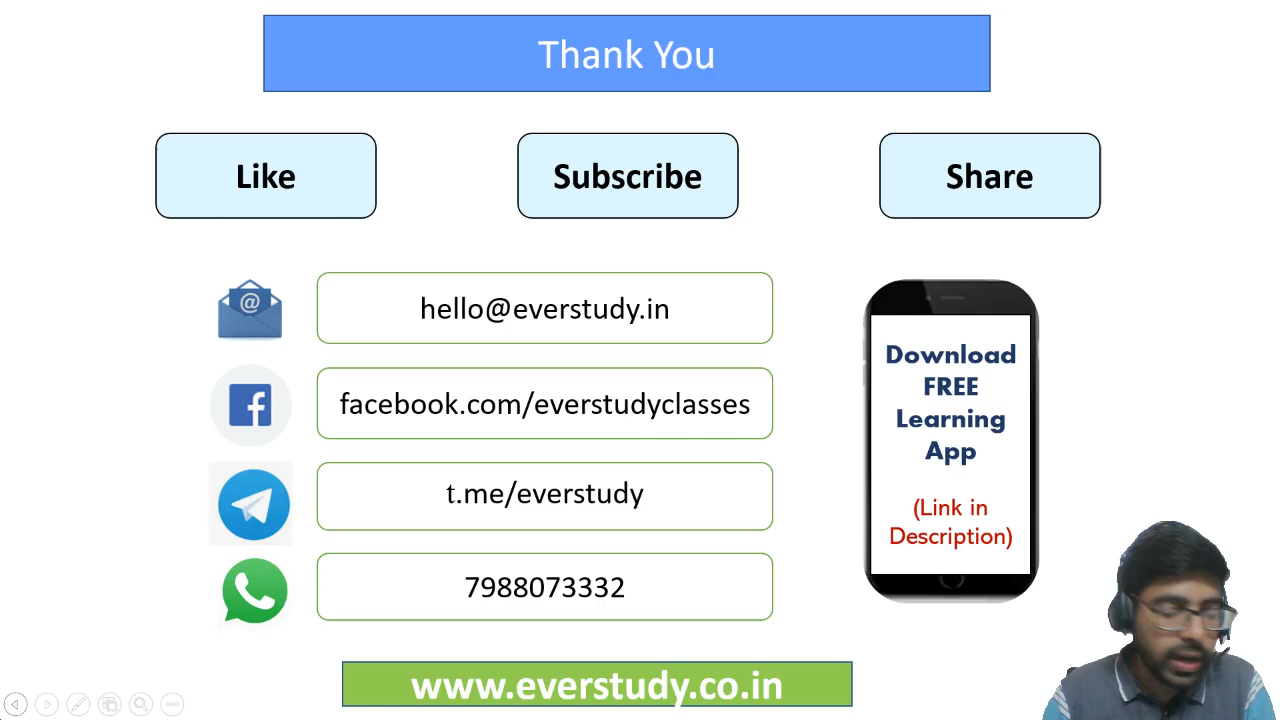 Thank You
Like
Subscribe
Share
@
hello@everstudy.in
f
facebook.com/everstudyclasses
t.me/everstudy
7988073332
Download
FREE
Learning
App
(Link in
Description)
www.everstudy.co.in